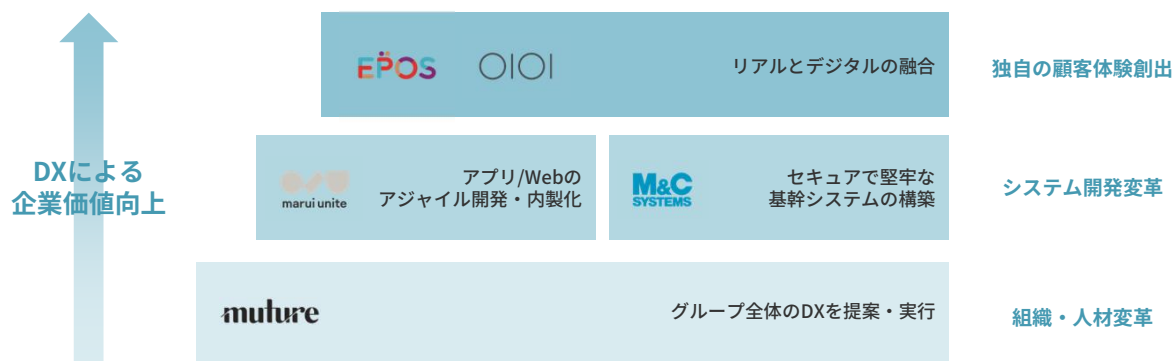 EPOS OIOI リアルとデジタルの融合 独自の顧客体験創出
DXによる
企業価値向上
marui unite
アプリ/Webの
アジャイル開発・内製化
M&C
SYSTEMS
セキュアで堅牢な
基幹システムの構築
システム開発変革
muture グループ全体のDXを提案・実行 組織・人材変革